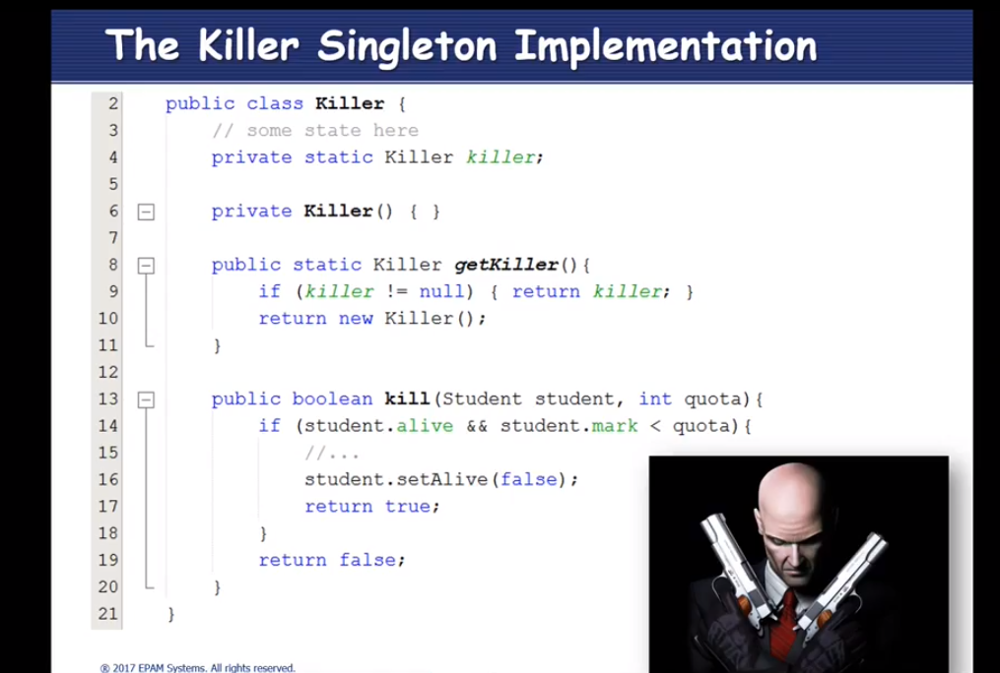 The Killer Singleton Implementation
2 public class Killer {
3 // some state here
4 private static Killer killer;
5
6 private Killer() { }
7
8 public static Killer getKiller(){
9 if (killer != null) { return killer; }
10 return new Killer();
11 }
12
13 public boolean kill(Student student, int quota){
14 if (student.alive && student.mark < quota){
15 //...
16 student.setAlive(false);
17 return true;
18 }
19 return false;
20 }
21 }
® 2017 EPAM Systems. All rights reserved.